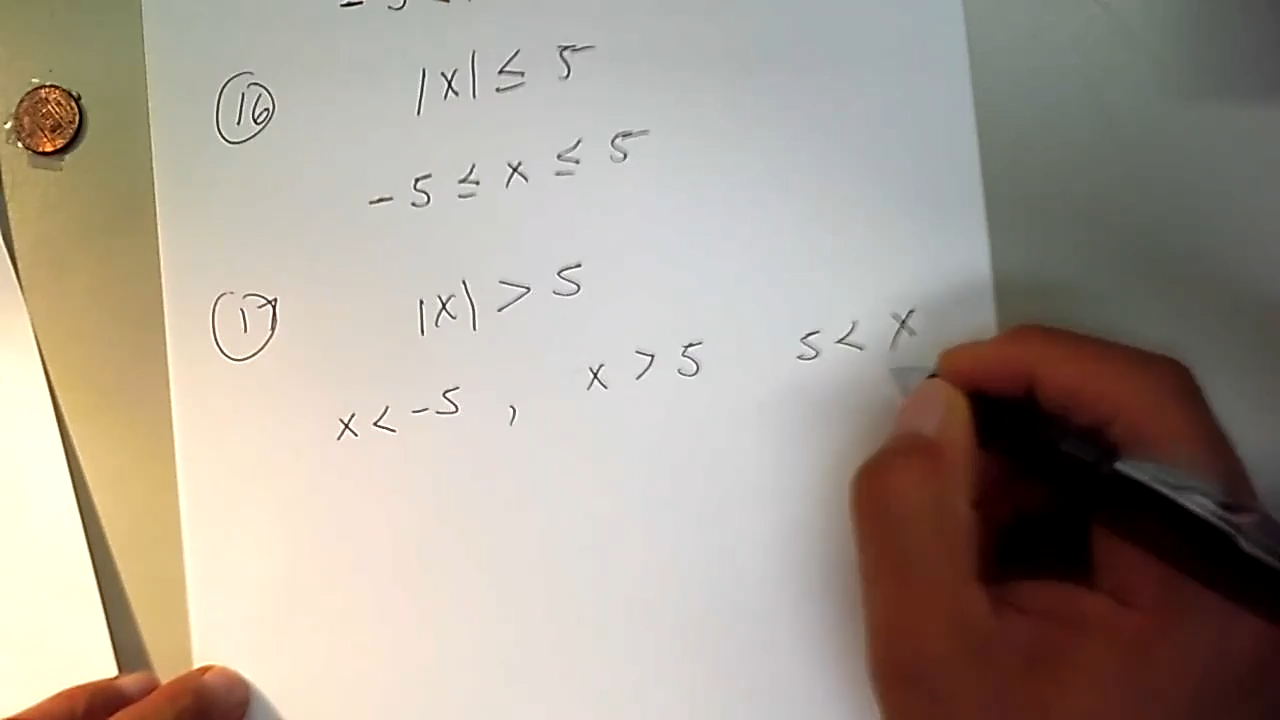 16 |x| ≤ 5
-5 ≤ x ≤ 5
17 |x| > 5
x < -5 , x > 5 5 < x